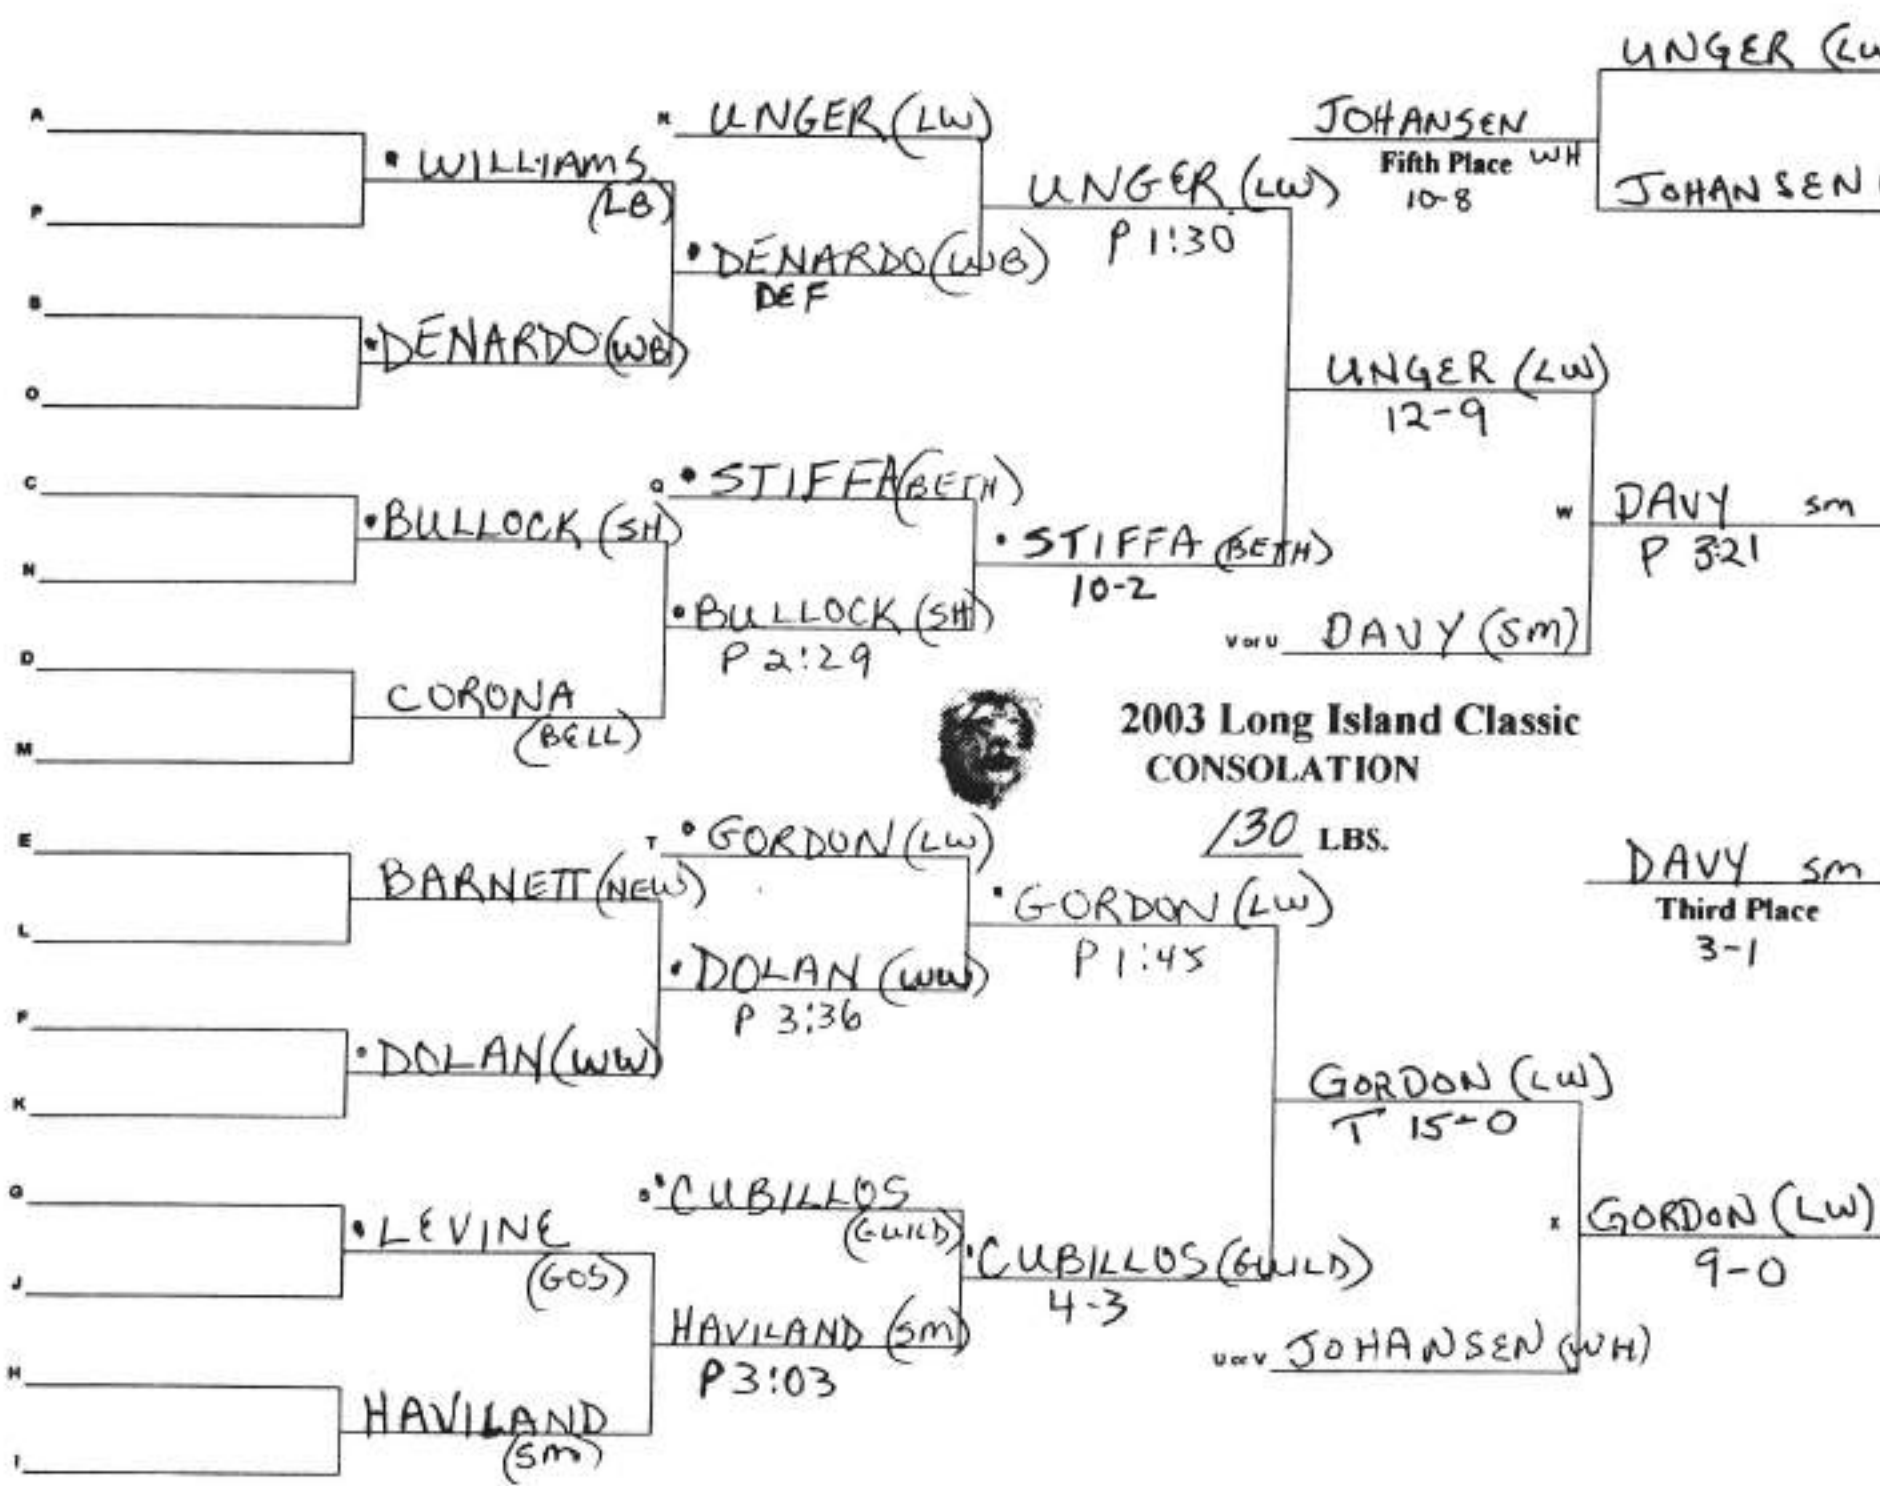 UNGER (LW
A
R UNGER (LW)
JOHANSEN
Fifth Place WH
10-8
WILLIAMS
(LB)
P
UNGER (LW)
P 1:30
JOHANSEN
DENARDO (WB)
DEF
B
DENARDO (WB)
O
UNGER (LW)
12-9
C
Q STIFFA (BETH)
BULLOCK (SH)
N
STIFFA (BETH)
10-2
W DAVY SM
P 3:21
BULLOCK (SH)
P 2:29
V or U DAVY (SM)
D
CORONA
(BELL)
M
2003 Long Island Classic
CONSOLATION
130 LBS.
E
T GORDON (LW)
BARNETT (NEW)
L
GORDON (LW)
P 1:45
DAVY SM
Third Place
3-1
DOLAN (WW)
P 3:36
F
DOLAN (WW)
K
GORDON (LW)
T 15-0
G
S CUBILLOS
(GUILD)
LEVINE
(GOS)
J
CUBILLOS (GUILD)
4-3
X GORDON (LW)
9-0
HAVILAND (SM)
P 3:03
U or V JOHANSEN (WH)
H
HAVILAND
(SM)
I